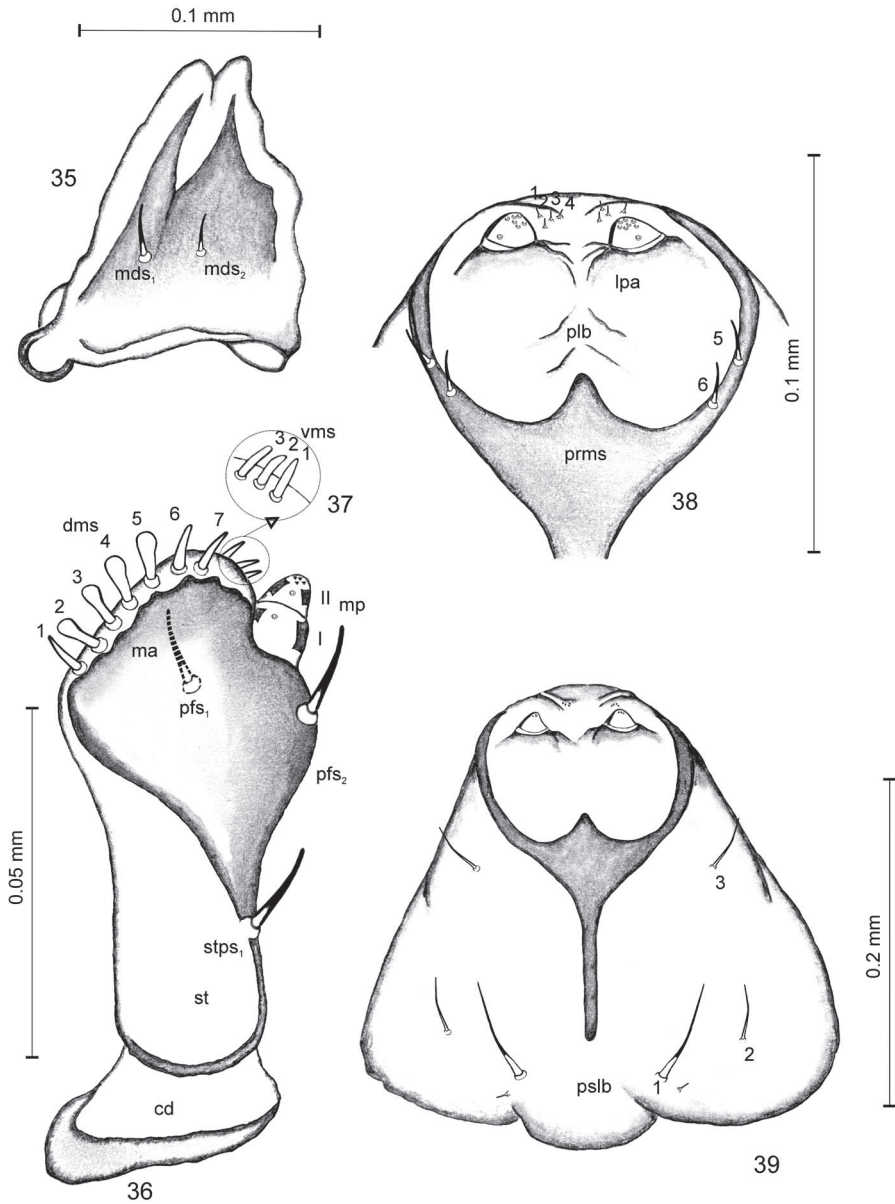 0.1 mm
35
mds₁
mds₂
1 2 3 4
lpa
plb
5
6
prms
38
0.1 mm
vms
3 2 1
37
dms
1 2 3 4 5 6 7
II mp
I
ma
pfs₁
pfs₂
0.05 mm
stps₁
st
cd
36
3
2
1
pslb
0.2 mm
39